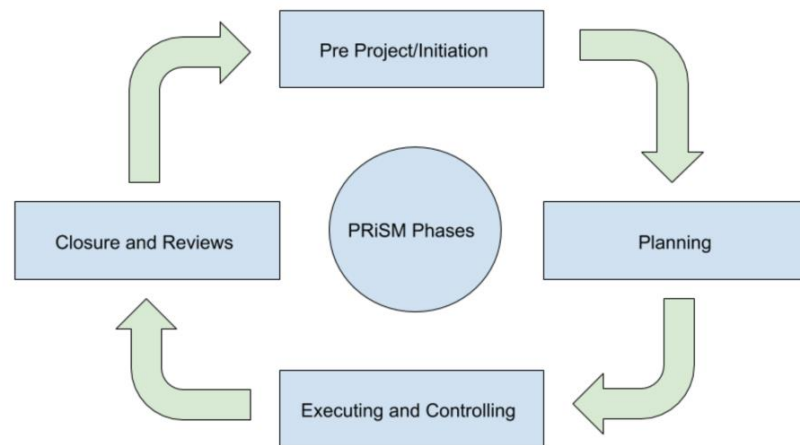 Pre Project/Initiation
Closure and Reviews
PRiSM Phases
Planning
Executing and Controlling